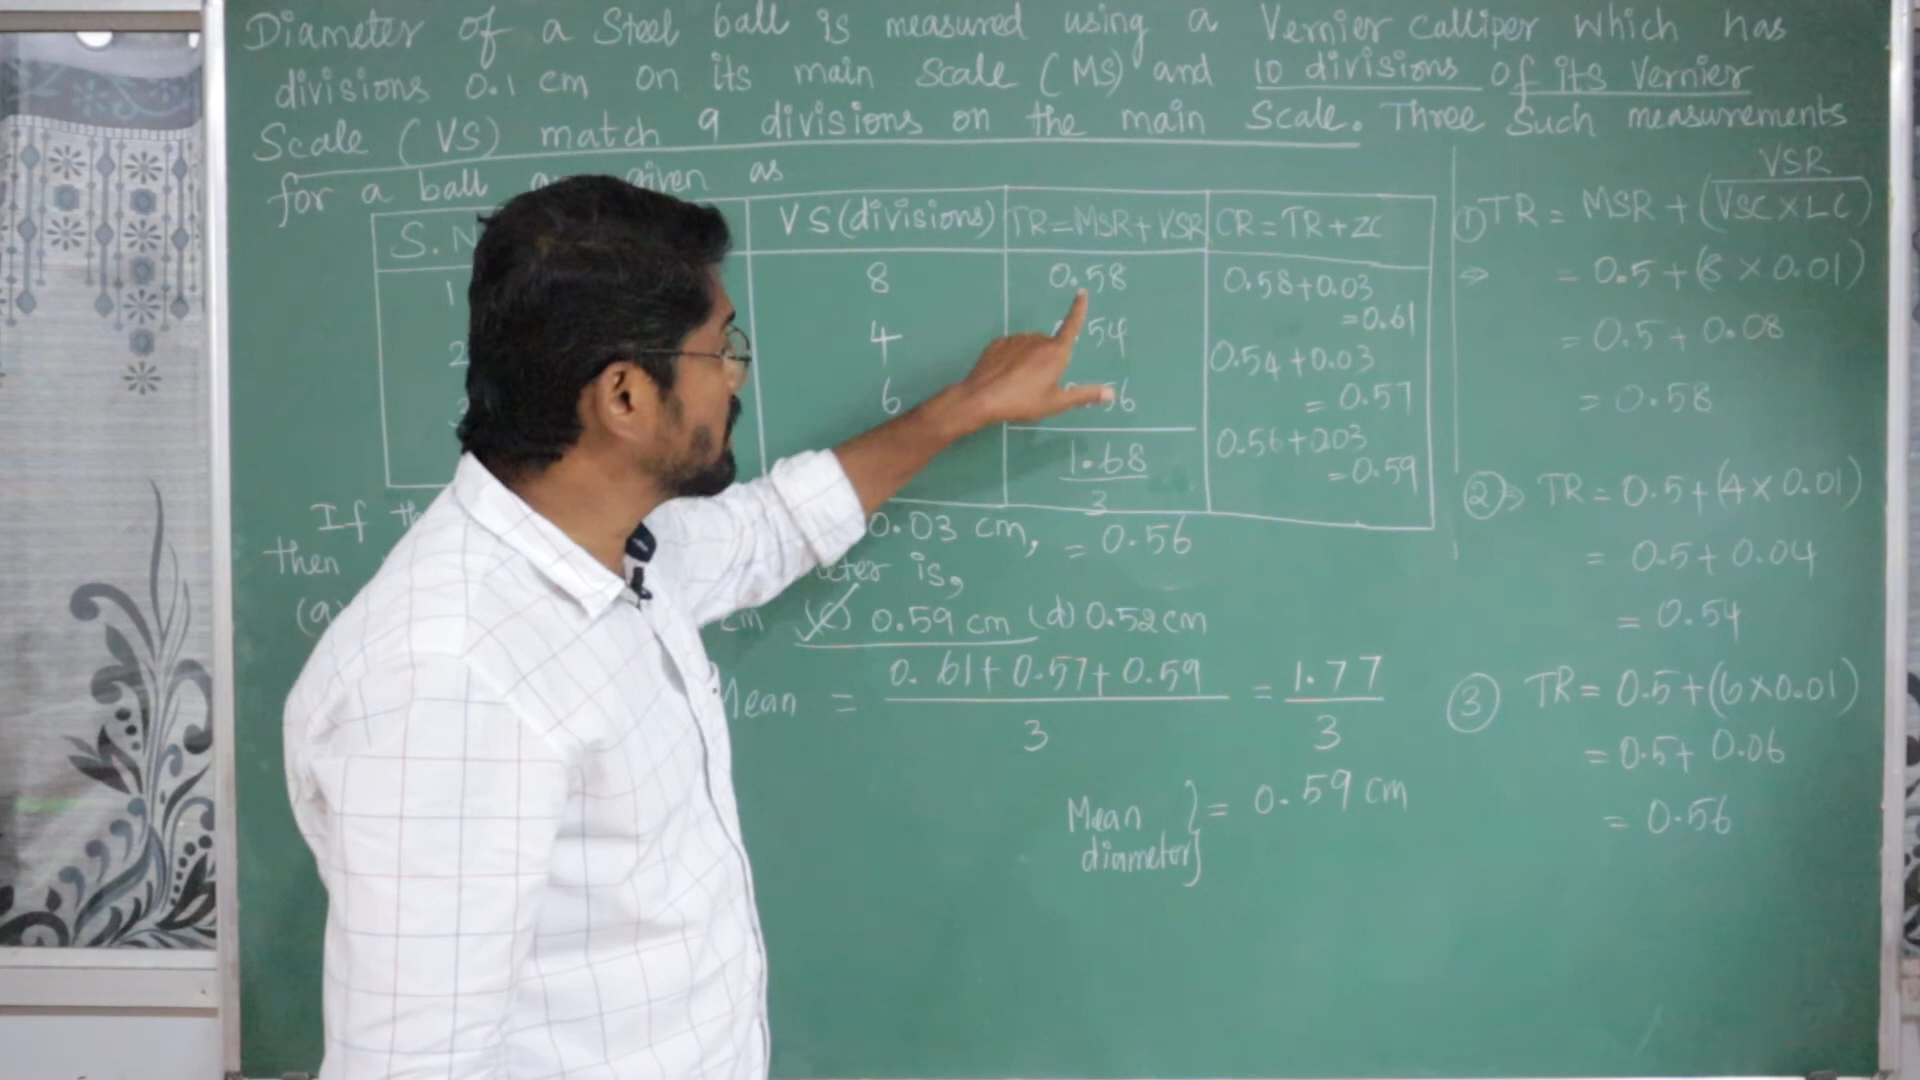 Diameter of a Steel ball is measured using a Vernier calliper which has
divisions 0.1 cm on its main Scale (MS) and 10 divisions of its Vernier
Scale (VS) match 9 divisions on the main Scale. Three Such measurements
for a ball given as
S.N VS (divisions) TR=MSR+VSR CR=TR+ZC
1 8 0.58 0.58+0.03
=0.61
2 4 .54 0.54+0.03
= 0.57
6 .56 0.56+0.03
=0.59
1.68
3
If 0.03 cm, = 0.56
then is,
(a) cm 0.59 cm (d) 0.52cm
Mean = 0.61+0.57+0.59 = 1.77
3 3
Mean diameter } = 0.59 cm
VSR
① TR = MSR + (VSC×LC)
⇒ = 0.5+(8×0.01)
= 0.5+0.08
= 0.58
②⇒ TR=0.5+(4×0.01)
= 0.5+0.04
= 0.54
③ TR= 0.5+(6×0.01)
=0.5+ 0.06
= 0.56